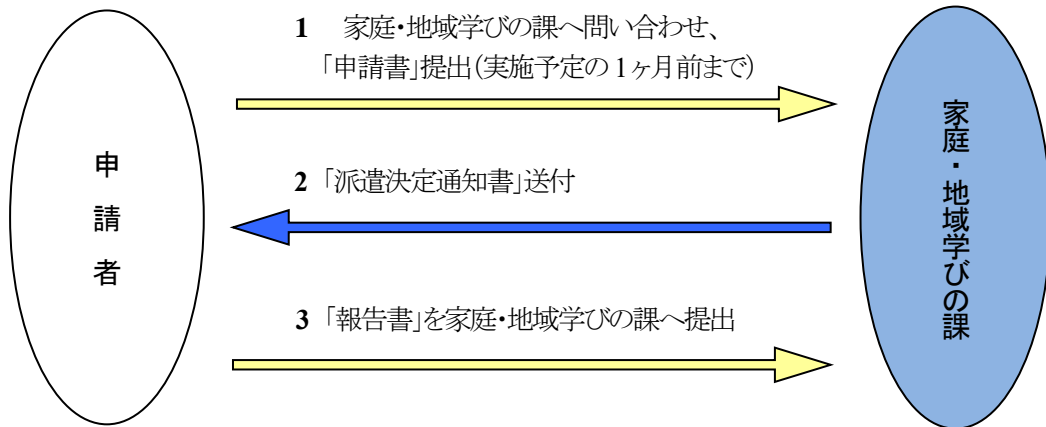 申請者
1 家庭・地域学びの課へ問い合わせ、
「申請書」提出(実施予定の1ヶ月前まで)
2 「派遣決定通知書」送付
3 「報告書」を家庭・地域学びの課へ提出
家庭・地域学びの課